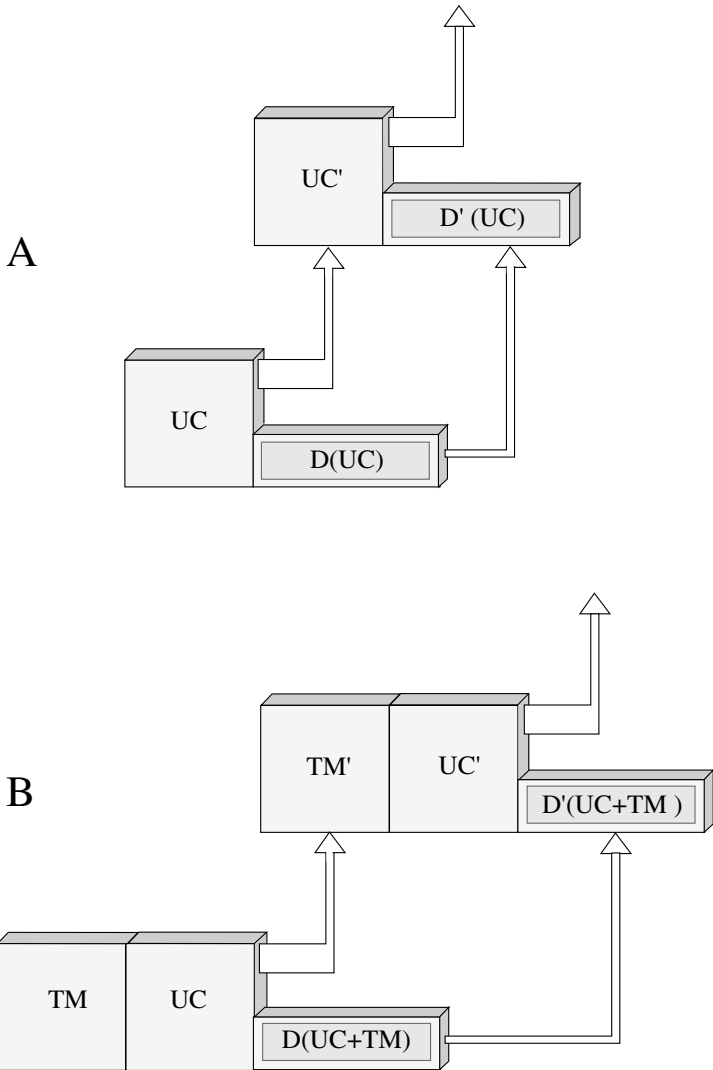 UC'
D' (UC)
A
UC
D(UC)
TM'
UC'
B
D'(UC+TM )
TM
UC
D(UC+TM)